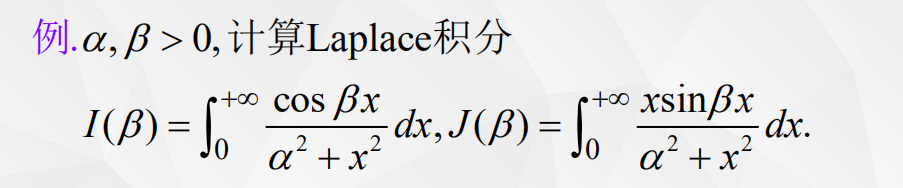 例.α, β > 0, 计算Laplace积分
I(β) = ∫₀⁺∞ cos βx / (α² + x²) dx, J(β) = ∫₀⁺∞ xsinβx / (α² + x²) dx.